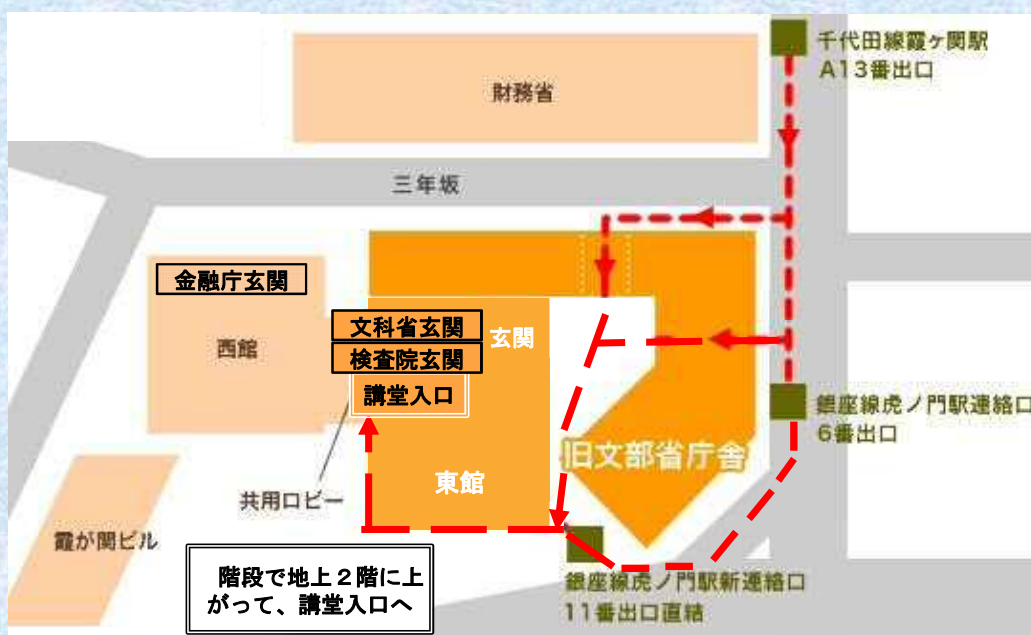 千代田線霞ヶ関駅
A13番出口
財務省
三年坂
金融庁玄関
文科省玄関
玄関
検査院玄関
西館
講堂入口
銀座線虎ノ門駅連絡口
6番出口
旧文部省庁舎
東館
共用ロビー
霞が関ビル
階段で地上２階に上
がって、講堂入口へ
銀座線虎ノ門駅新連絡口
11番出口直結